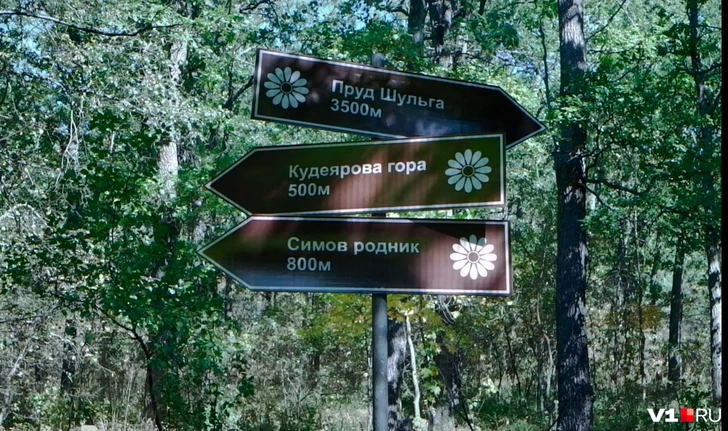 Пруд Шульга
3500м
Кудеярова гора
500м
Симов родник
800м
V1.RU